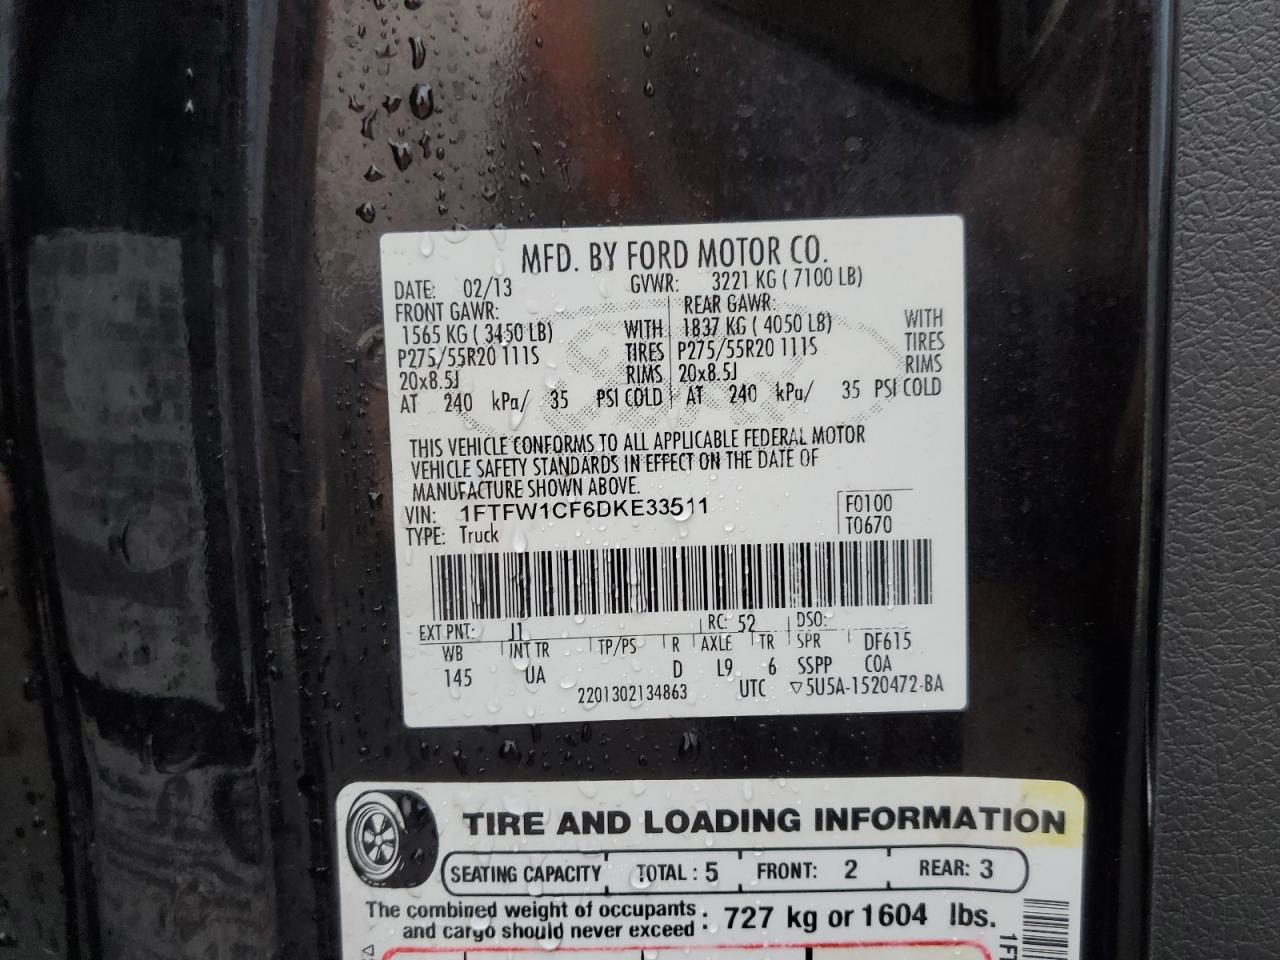 MFD. BY FORD MOTOR CO.
DATE: 02/13 GVWR: 3221 KG ( 7100 LB)
FRONT GAWR: REAR GAWR:
1565 KG ( 3450 LB) WITH 1837 KG ( 4050 LB) WITH
P275/55R20 111S TIRES P275/55R20 111S TIRES
20x8.5J RIMS 20x8.5J RIMS
AT 240 kPa/ 35 PSI COLD AT 240 kPa/ 35 PSI COLD
THIS VEHICLE CONFORMS TO ALL APPLICABLE FEDERAL MOTOR
VEHICLE SAFETY STANDARDS IN EFFECT ON THE DATE OF
MANUFACTURE SHOWN ABOVE.
VIN: 1FTFW1CF6DKE33511 F0100
TYPE: Truck T0670
EXT PNT: J1 RC: 52 DSO:
WB INT TR TP/PS R AXLE TR SPR DF615
145 UA D L9 6 SSPP COA
2201302134863 UTC ▽5U5A-1520472-BA
TIRE AND LOADING INFORMATION
SEATING CAPACITY TOTAL : 5 FRONT: 2 REAR: 3
The combined weight of occupants
and cargo should never exceed : 727 kg or 1604 lbs.
1FT